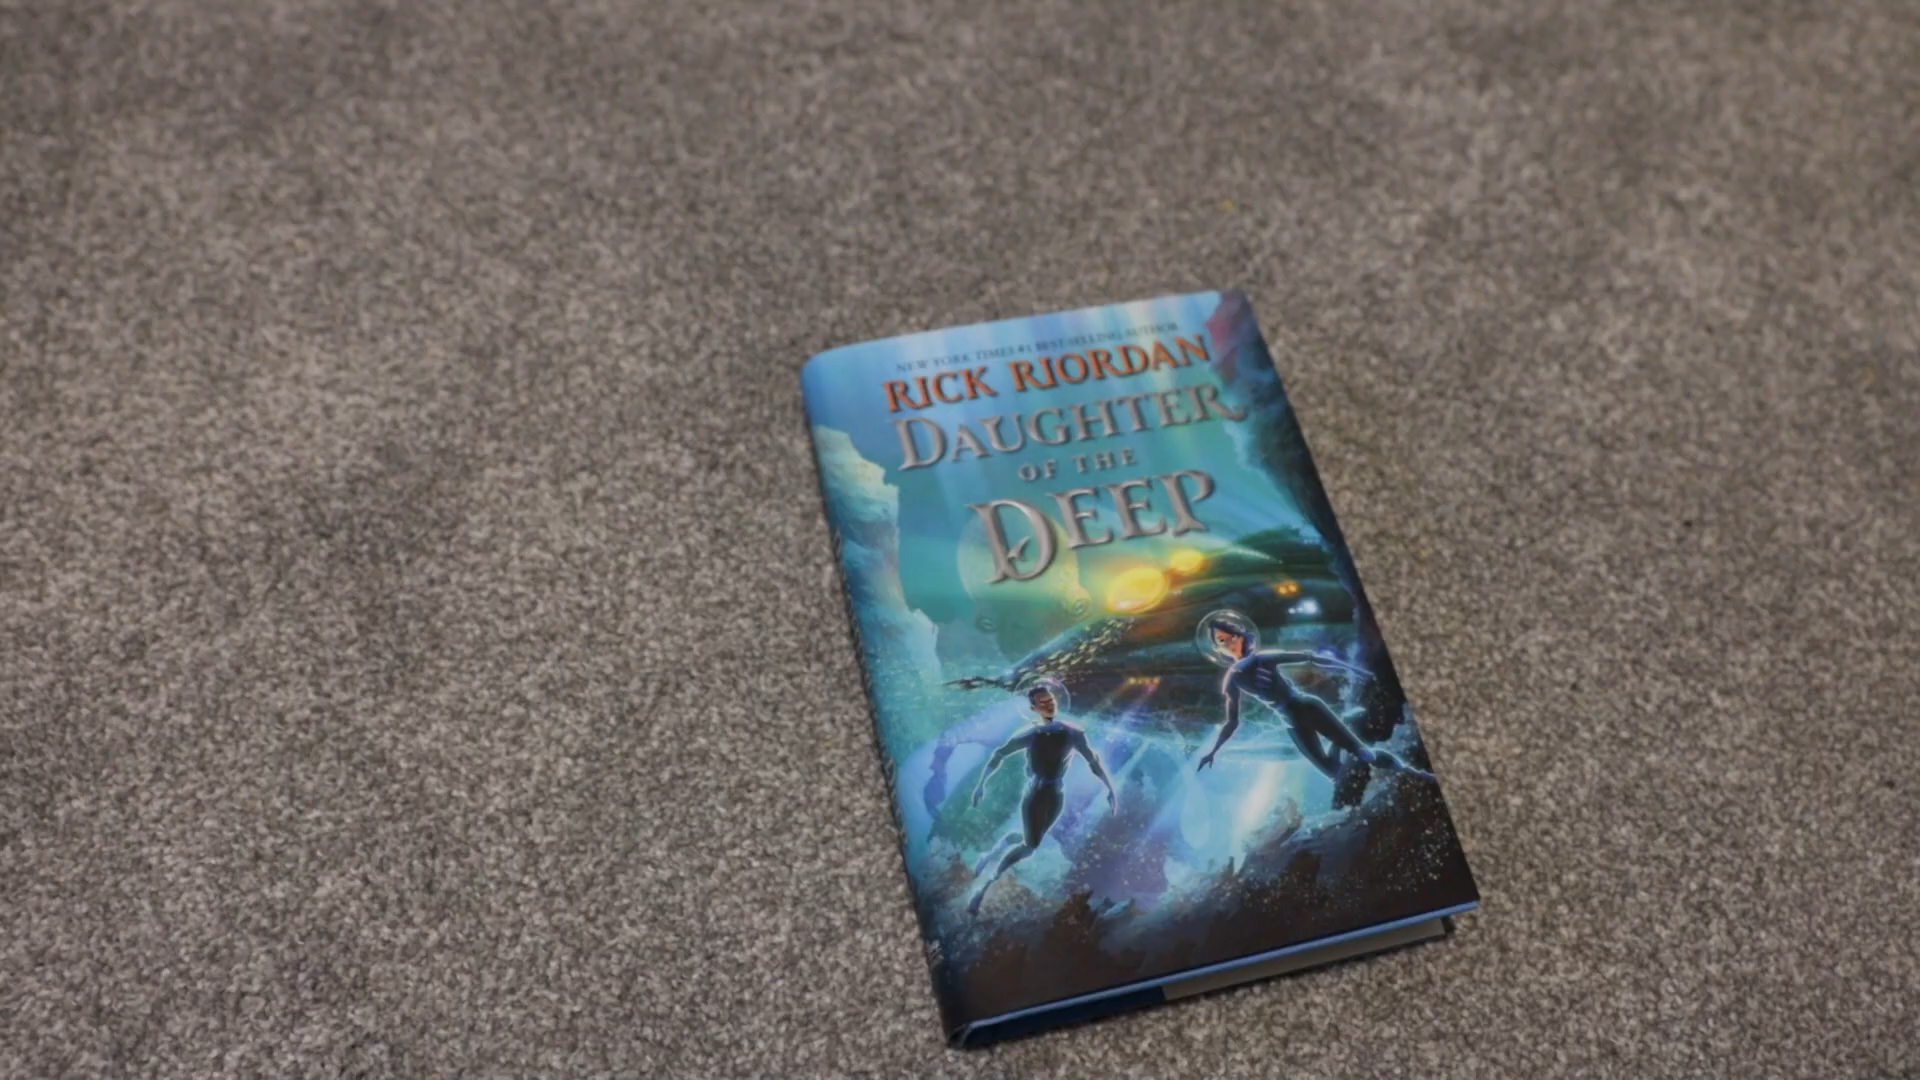 NEW YORK TIMES #1 BEST-SELLING AUTHOR
RICK RIORDAN
DAUGHTER
OF THE
DEEP